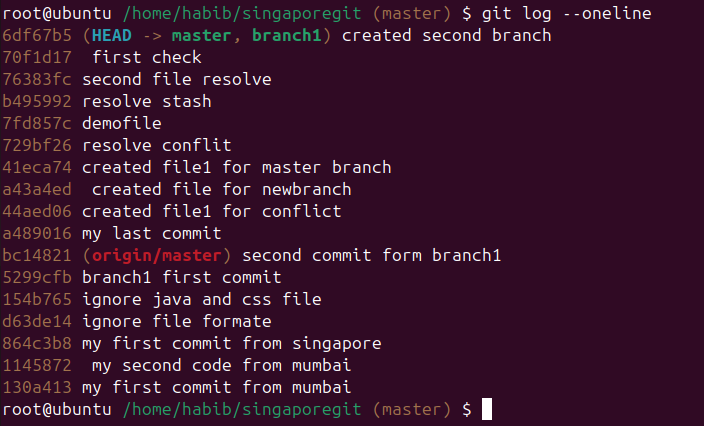 root@ubuntu /home/habib/singaporegit (master) $ git log --oneline
6df67b5 (HEAD -> master, branch1) created second branch
70f1d17  first check
76383fc second file resolve
b495992 resolve stash
7fd857c demofile
729bf26 resolve conflit
41eca74 created file1 for master branch
a43a4ed  created file for newbranch
44aed06 created file1 for conflict
a489016 my last commit
bc14821 (origin/master) second commit form branch1
5299cfb branch1 first commit
154b765 ignore java and css file
d63de14 ignore file formate
864c3b8 my first commit from singapore
1145872  my second code from mumbai
130a413 my first commit from mumbai
root@ubuntu /home/habib/singaporegit (master) $